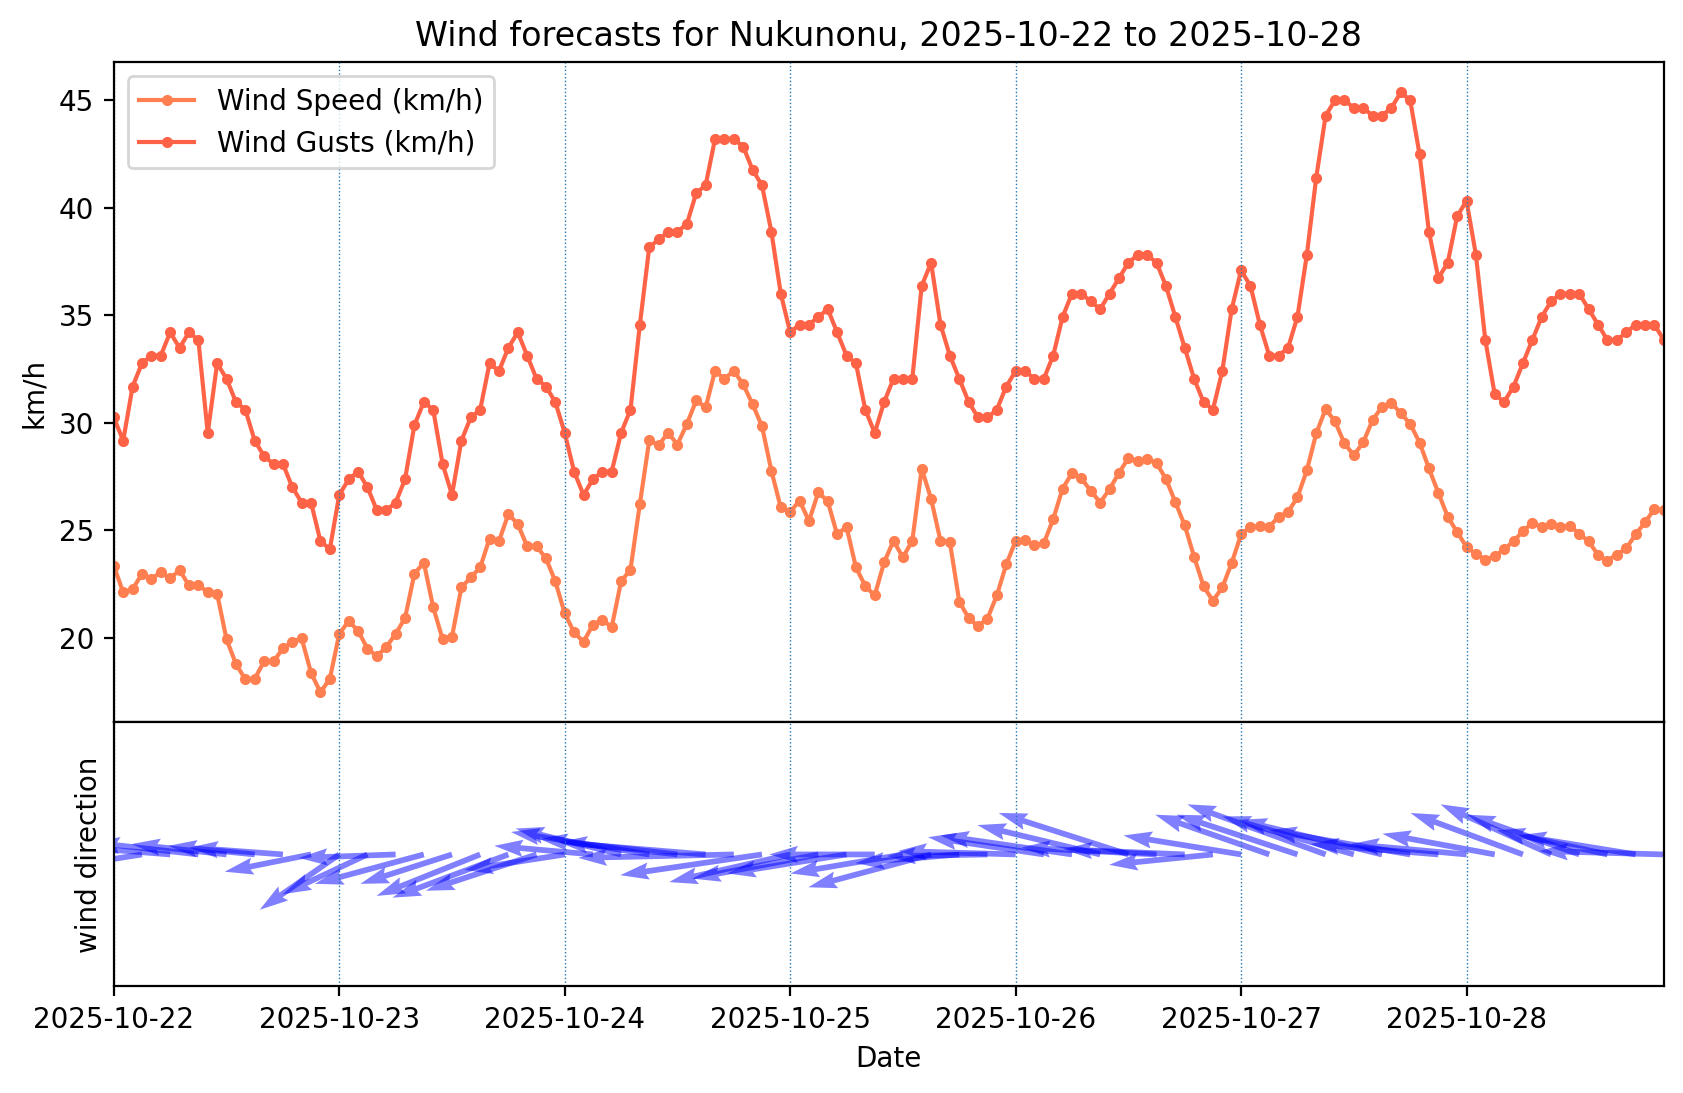 Wind forecasts for Nukunonu, 2025-10-22 to 2025-10-28
Wind Speed (km/h)
Wind Gusts (km/h)
45
40
35
30
25
20
km/h
wind direction
2025-10-22 2025-10-23 2025-10-24 2025-10-25 2025-10-26 2025-10-27 2025-10-28
Date